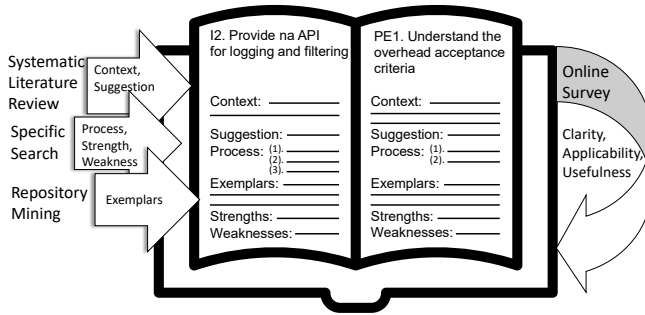 Systematic
Literature
Review
Context,
Suggestion
Specific
Search
Process,
Strength,
Weakness
Repository
Mining
Exemplars
I2. Provide na API
for logging and filtering
Context:
Suggestion:
Process: (1).
(2).
(3).
Exemplars:
Strengths:
Weaknesses:
PE1. Understand the
overhead acceptance
criteria
Context:
Suggestion:
Process: (1).
(2).
Exemplars:
Strengths:
Weaknesses:
Online
Survey
Clarity,
Applicability,
Usefulness